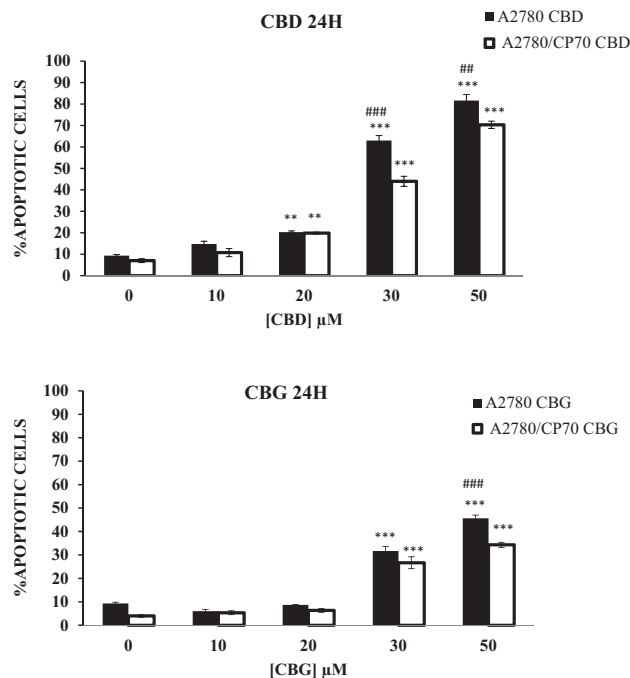 CBD 24H
A2780 CBD
A2780/CP70 CBD
%APOPTOTIC CELLS
100
90
80
70
60
50
40
30
20
10
0
** **
###
***
***
##
***
***
0 10 20 30 50
[CBD] µM
CBG 24H
A2780 CBG
A2780/CP70 CBG
%APOPTOTIC CELLS
100
90
80
70
60
50
40
30
20
10
0
***
***
###
***
***
0 10 20 30 50
[CBG] µM